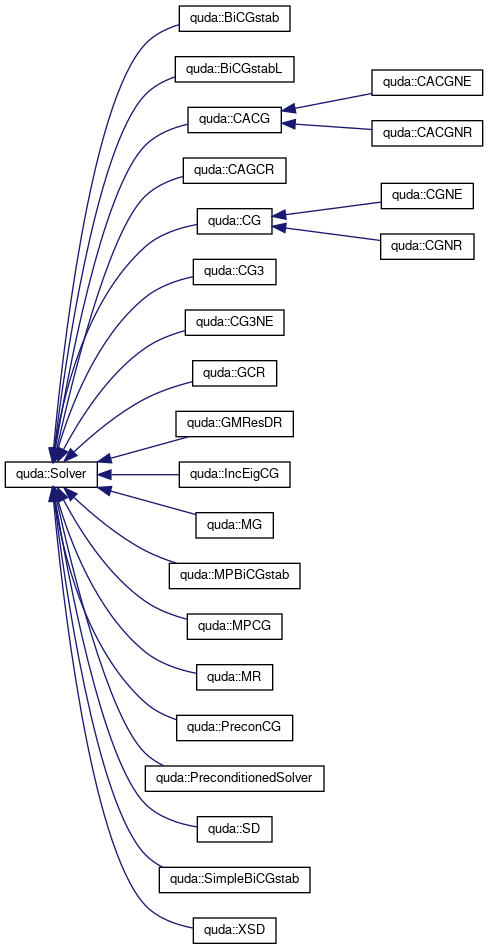 quda::BiCGstab
quda::BiCGstabL
quda::CACGNE
quda::CACG
quda::CACGNR
quda::CAGCR
quda::CGNE
quda::CG
quda::CGNR
quda::CG3
quda::CG3NE
quda::GCR
quda::GMResDR
quda::Solver
quda::IncEigCG
quda::MG
quda::MPBiCGstab
quda::MPCG
quda::MR
quda::PreconCG
quda::PreconditionedSolver
quda::SD
quda::SimpleBiCGstab
quda::XSD